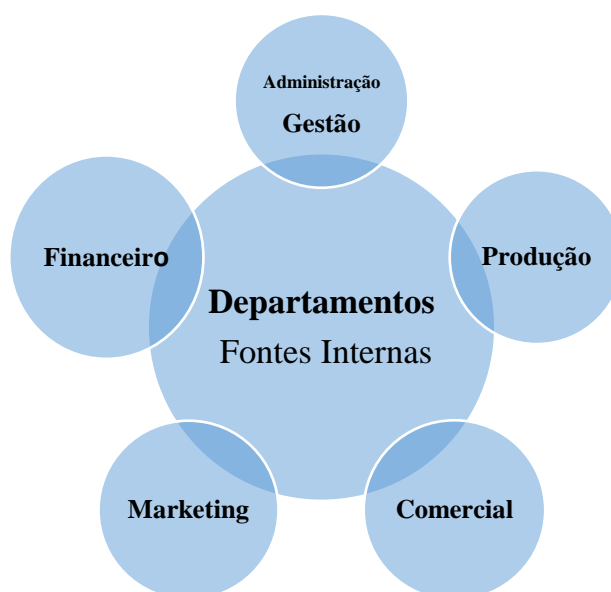 Administração
Gestão
Financeiro
Produção
Departamentos
Fontes Internas
Marketing
Comercial